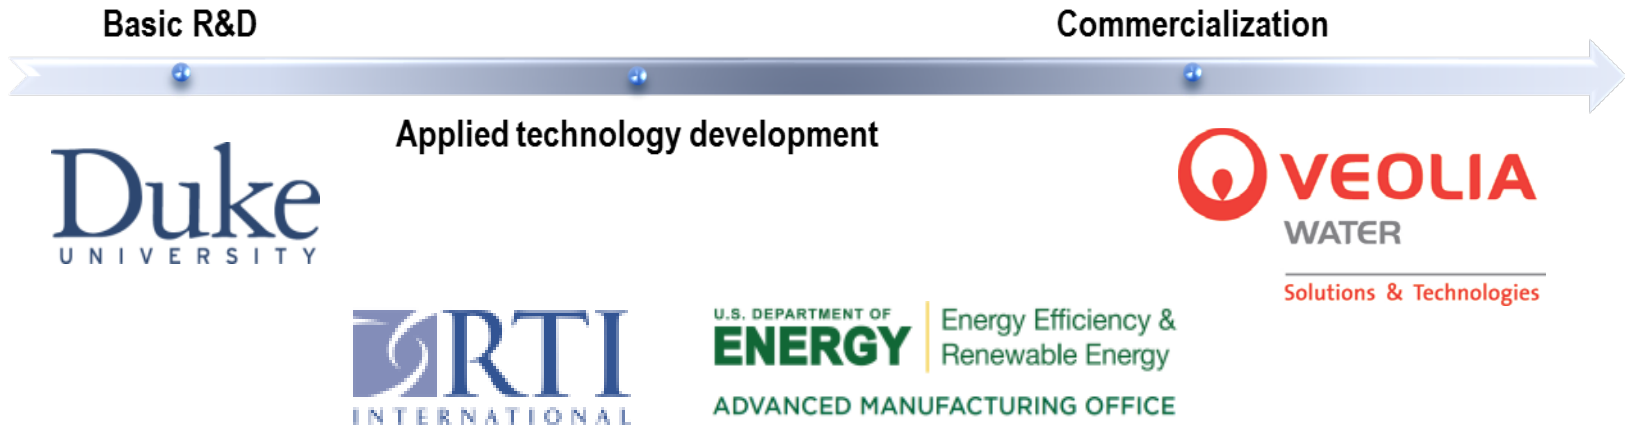 Basic R&D
Commercialization
Applied technology development
Duke
UNIVERSITY
VEOLIA
WATER
Solutions & Technologies
RTI
INTERNATIONAL
U.S. DEPARTMENT OF
ENERGY
Energy Efficiency &
Renewable Energy
ADVANCED MANUFACTURING OFFICE